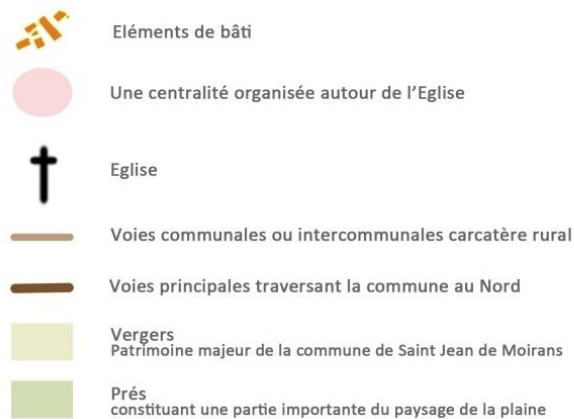 Eléments de bâti
Une centralité organisée autour de l'Eglise
Eglise
Voies communales ou intercommunales carcatère rural
Voies principales traversant la commune au Nord
Vergers
Patrimoine majeur de la commune de Saint Jean de Moirans
Prés
constituant une partie importante du paysage de la plaine